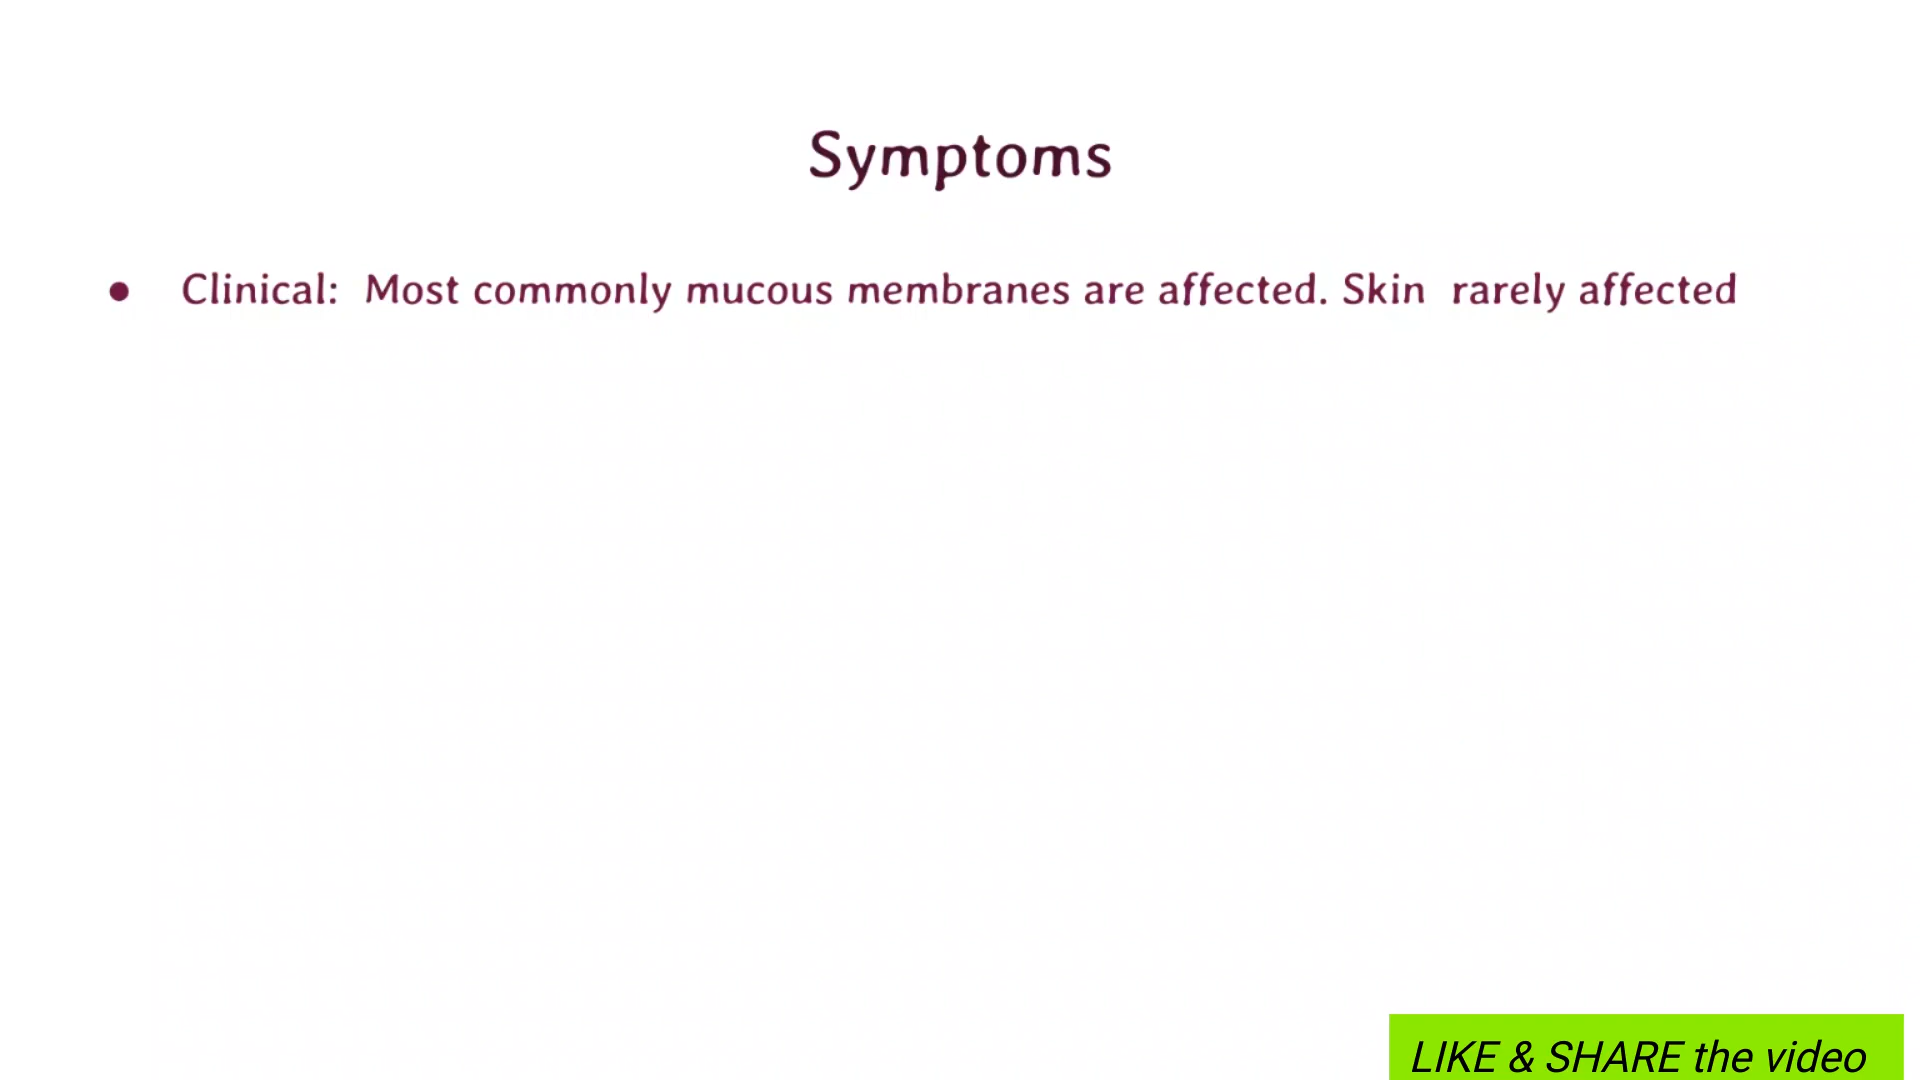 Symptoms
● Clinical:  Most commonly mucous membranes are affected. Skin  rarely affected
LIKE & SHARE the video